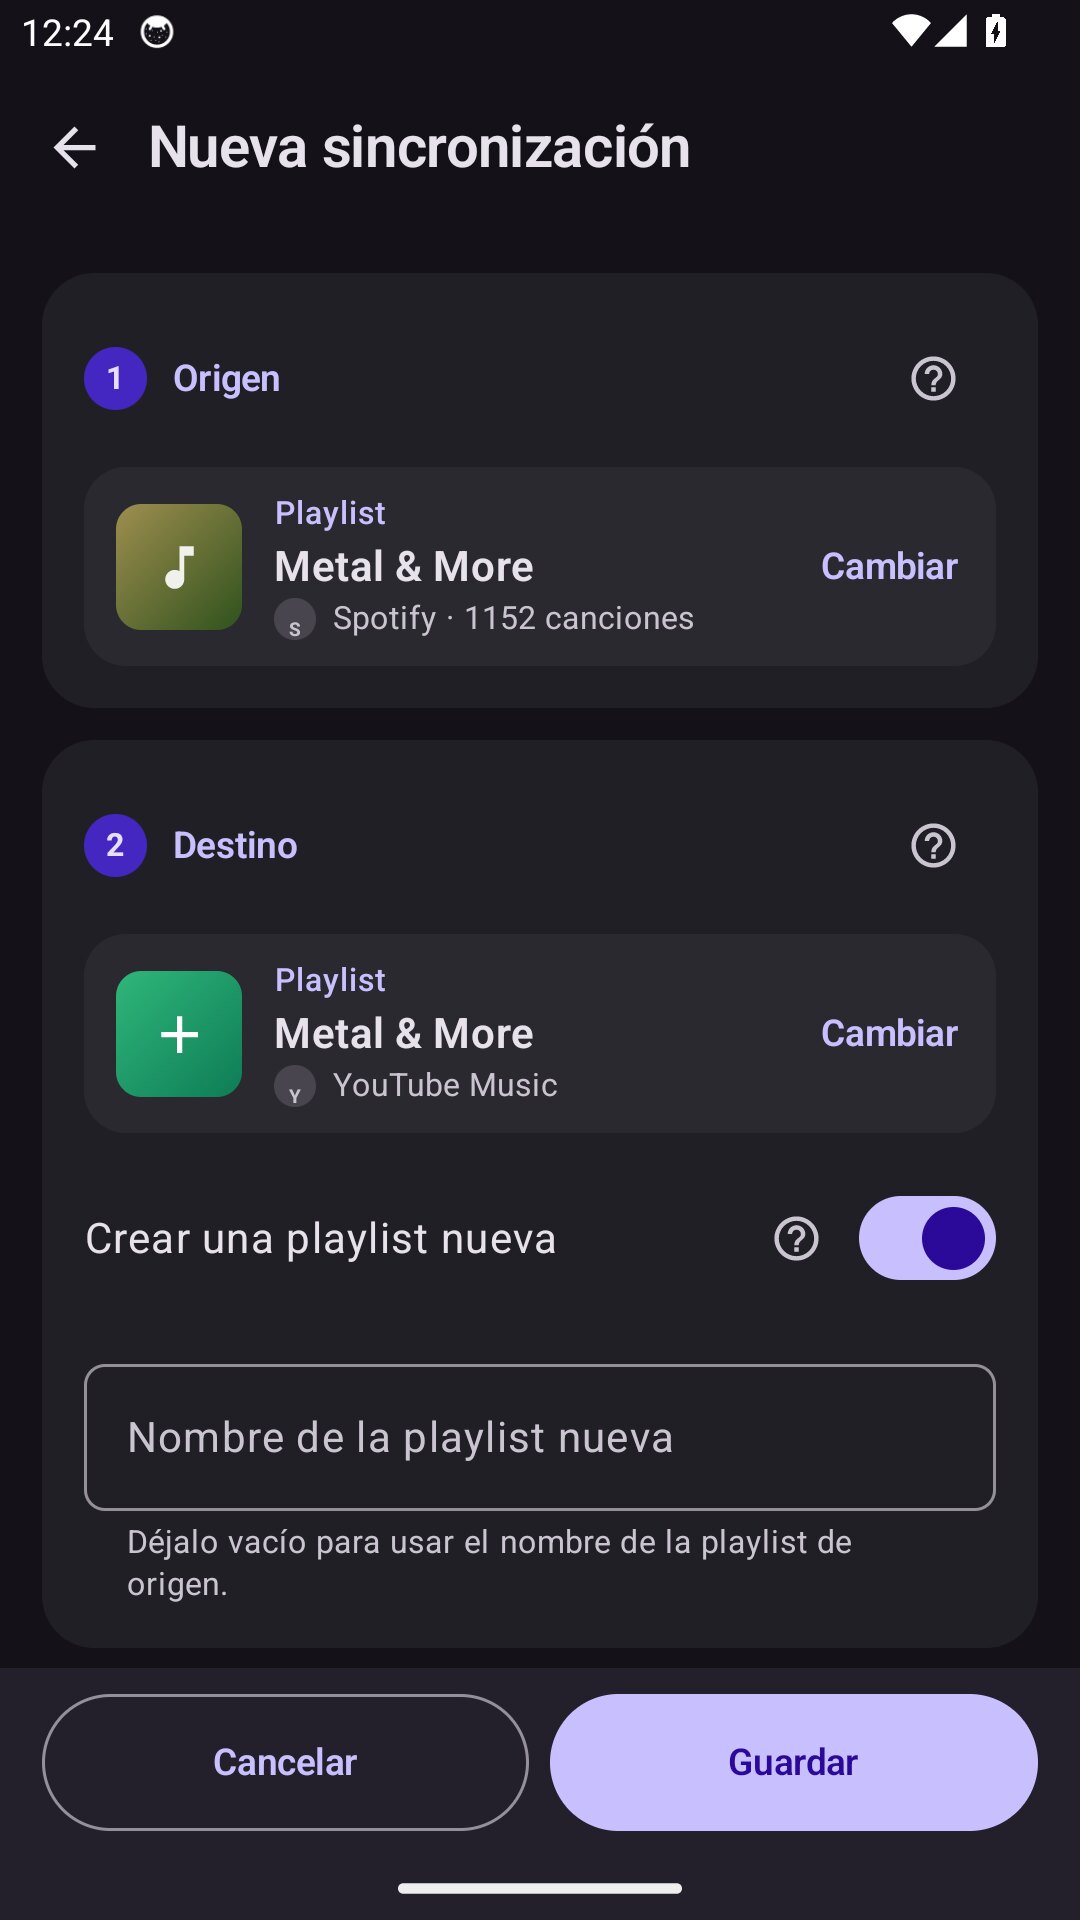 12:24
Nueva sincronización
1 Origen
Playlist
Metal & More
Cambiar
S Spotify · 1152 canciones
2 Destino
Playlist
Metal & More
Cambiar
Y YouTube Music
Crear una playlist nueva
Nombre de la playlist nueva
Déjalo vacío para usar el nombre de la playlist de
origen.
Cancelar
Guardar